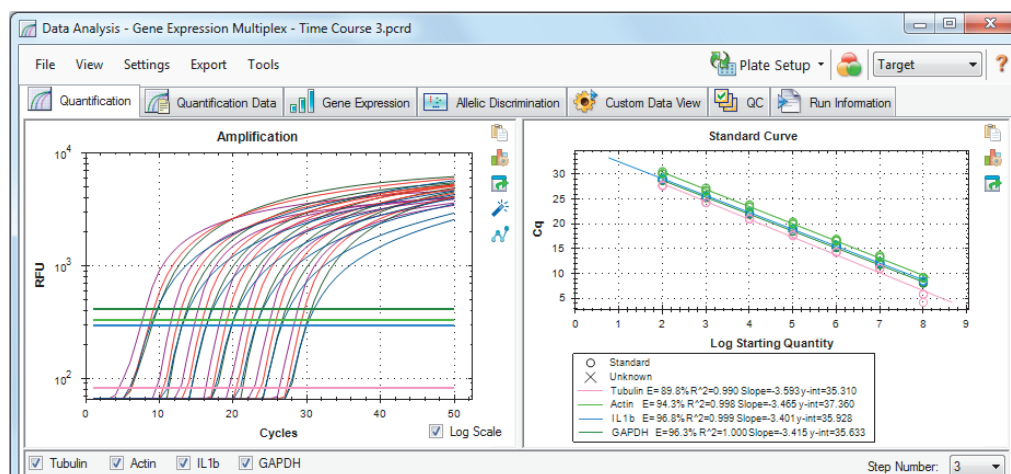 Data Analysis - Gene Expression Multiplex - Time Course 3.pcrd
File View Settings Export Tools
Plate Setup Target ?
Quantification Quantification Data Gene Expression Allelic Discrimination Custom Data View QC Run Information
Amplification
10^4
10^3
10^2
RFU
0 10 20 30 40 50
Cycles
Log Scale
Standard Curve
30
25
20
15
10
5
Cq
0 1 2 3 4 5 6 7 8 9
Log Starting Quantity
Standard
Unknown
Tubulin E= 89.8% R^2=0.990 Slope=-3.593 y-int=35.310
Actin E= 94.3% R^2=0.998 Slope=-3.465 y-int=37.360
IL1b E= 96.8% R^2=0.999 Slope=-3.401 y-int=35.928
GAPDH E= 96.3% R^2=1.000 Slope=-3.415 y-int=35.633
Tubulin Actin IL1b GAPDH
Step Number: 3